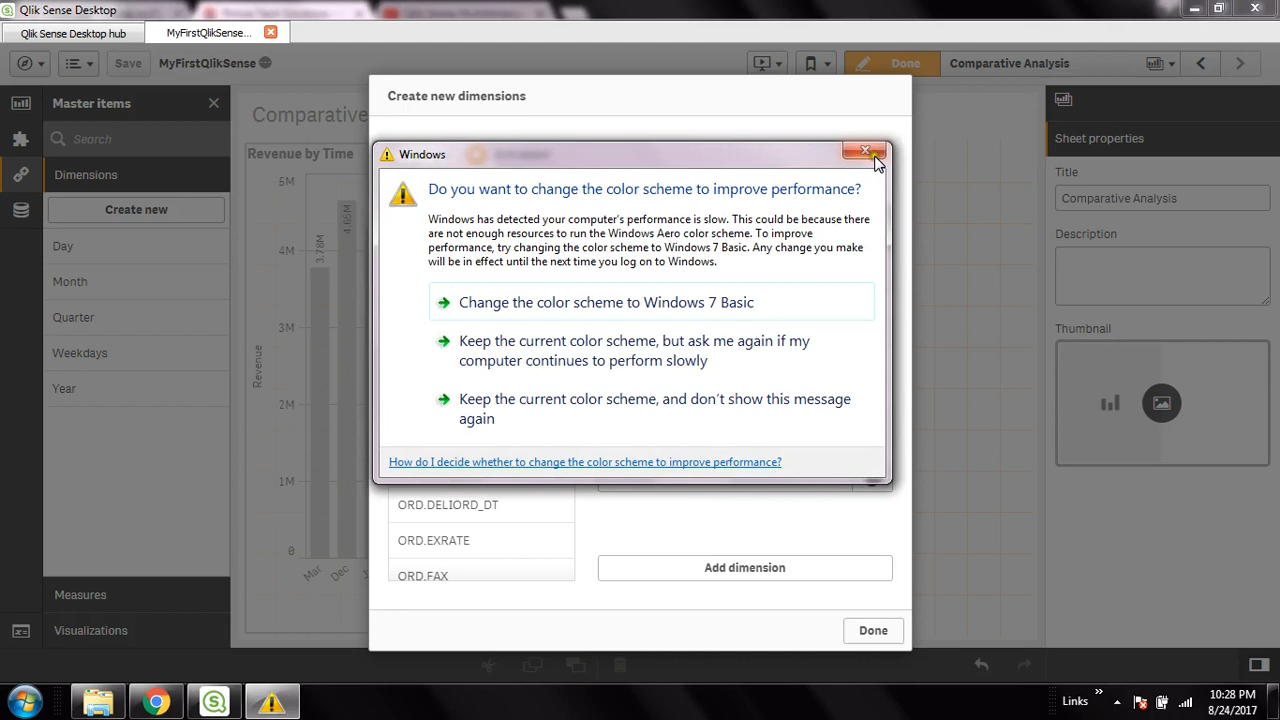 Qlik Sense Desktop
Qlik Sense Desktop hub
MyFirstQlikSense...
Save
MyFirstQlikSense
Done
Comparative Analysis
Master items
Search
Dimensions
Create new
Day
Month
Quarter
Weekdays
Year
Measures
Visualizations
Comparative
Revenue by Time
5M
4M
3M
2M
1M
0
Revenue
3.78M
4.66M
Mar
Dec
Create new dimensions
Windows
Do you want to change the color scheme to improve performance?
Windows has detected your computer's performance is slow. This could be because there
are not enough resources to run the Windows Aero color scheme. To improve
performance, try changing the color scheme to Windows 7 Basic. Any change you make
will be in effect until the next time you log on to Windows.
Change the color scheme to Windows 7 Basic
Keep the current color scheme, but ask me again if my
computer continues to perform slowly
Keep the current color scheme, and don't show this message
again
How do I decide whether to change the color scheme to improve performance?
ORD.DELIORD_DT
ORD.EXRATE
ORD.FAX
Add dimension
Done
Sheet properties
Title
Comparative Analysis
Description
Thumbnail
Links
10:28 PM
8/24/2017